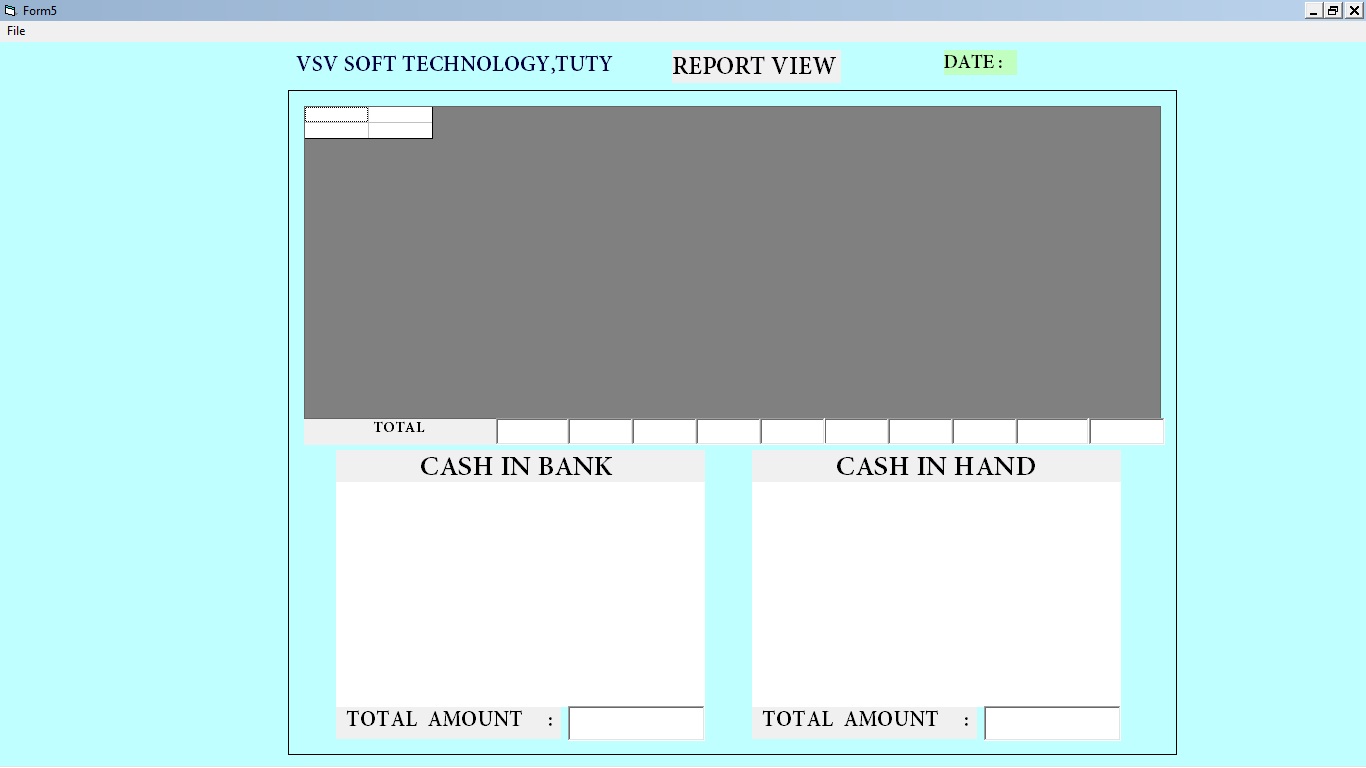 Form5
File
VSV SOFT TECHNOLOGY,TUTY
REPORT VIEW
DATE :
TOTAL
CASH IN BANK
CASH IN HAND
TOTAL AMOUNT :
TOTAL AMOUNT :